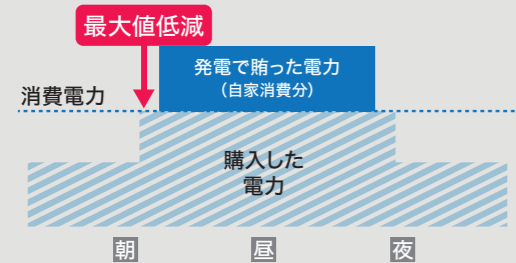 最大値低減
発電で賄った電力
(自家消費分)
消費電力
購入した
電力
朝
昼
夜